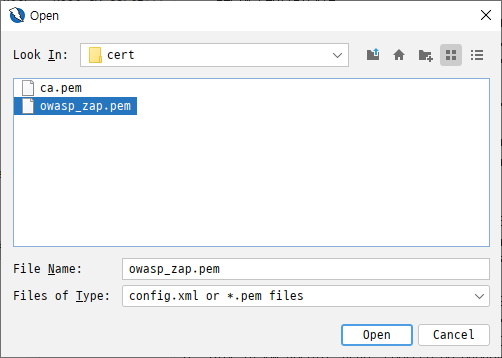 Open
Look In: cert
ca.pem
owasp_zap.pem
File Name: owasp_zap.pem
Files of Type: config.xml or *.pem files
Open Cancel